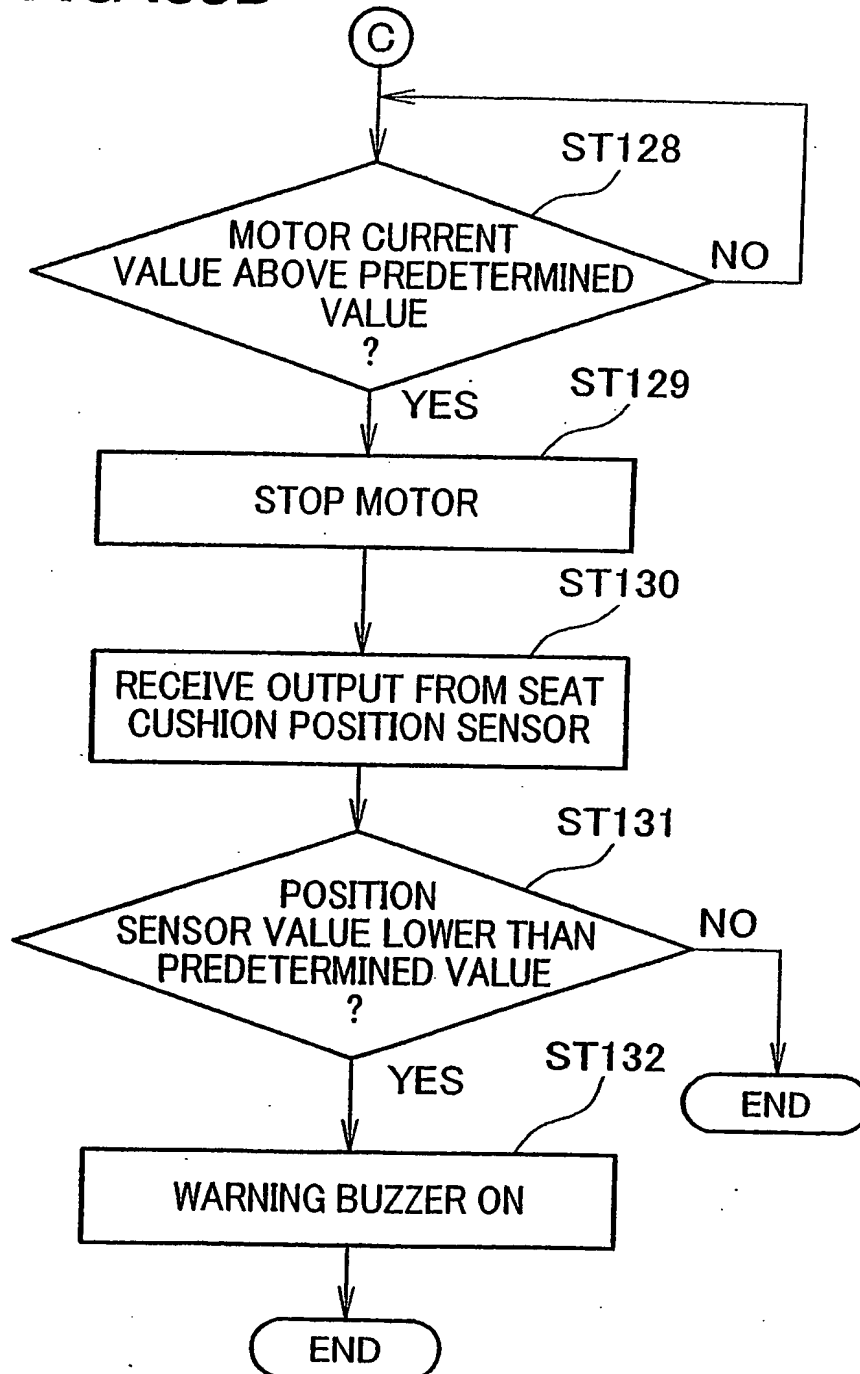 C
ST128
MOTOR CURRENT
VALUE ABOVE PREDETERMINED
VALUE
?
NO
YES
ST129
STOP MOTOR
ST130
RECEIVE OUTPUT FROM SEAT
CUSHION POSITION SENSOR
ST131
POSITION
SENSOR VALUE LOWER THAN
PREDETERMINED VALUE
?
NO
YES
END
ST132
WARNING BUZZER ON
END